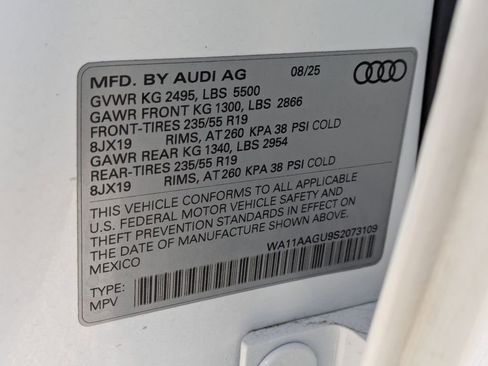 MFD. BY AUDI AG 08/25
GVWR KG 2495, LBS 5500
GAWR FRONT KG 1300, LBS 2866
FRONT-TIRES 235/55 R19
8JX19 RIMS, AT 260 KPA 38 PSI COLD
GAWR REAR KG 1340, LBS 2954
REAR-TIRES 235/55 R19
8JX19 RIMS, AT 260 KPA 38 PSI COLD
THIS VEHICLE CONFORMS TO ALL APPLICABLE
U.S. FEDERAL MOTOR VEHICLE SAFETY AND
THEFT PREVENTION STANDARDS IN EFFECT ON
THE DATE OF MANUFACTURE SHOWN ABOVE.
MEXICO WA11AAGU9S2073109
TYPE:
MPV